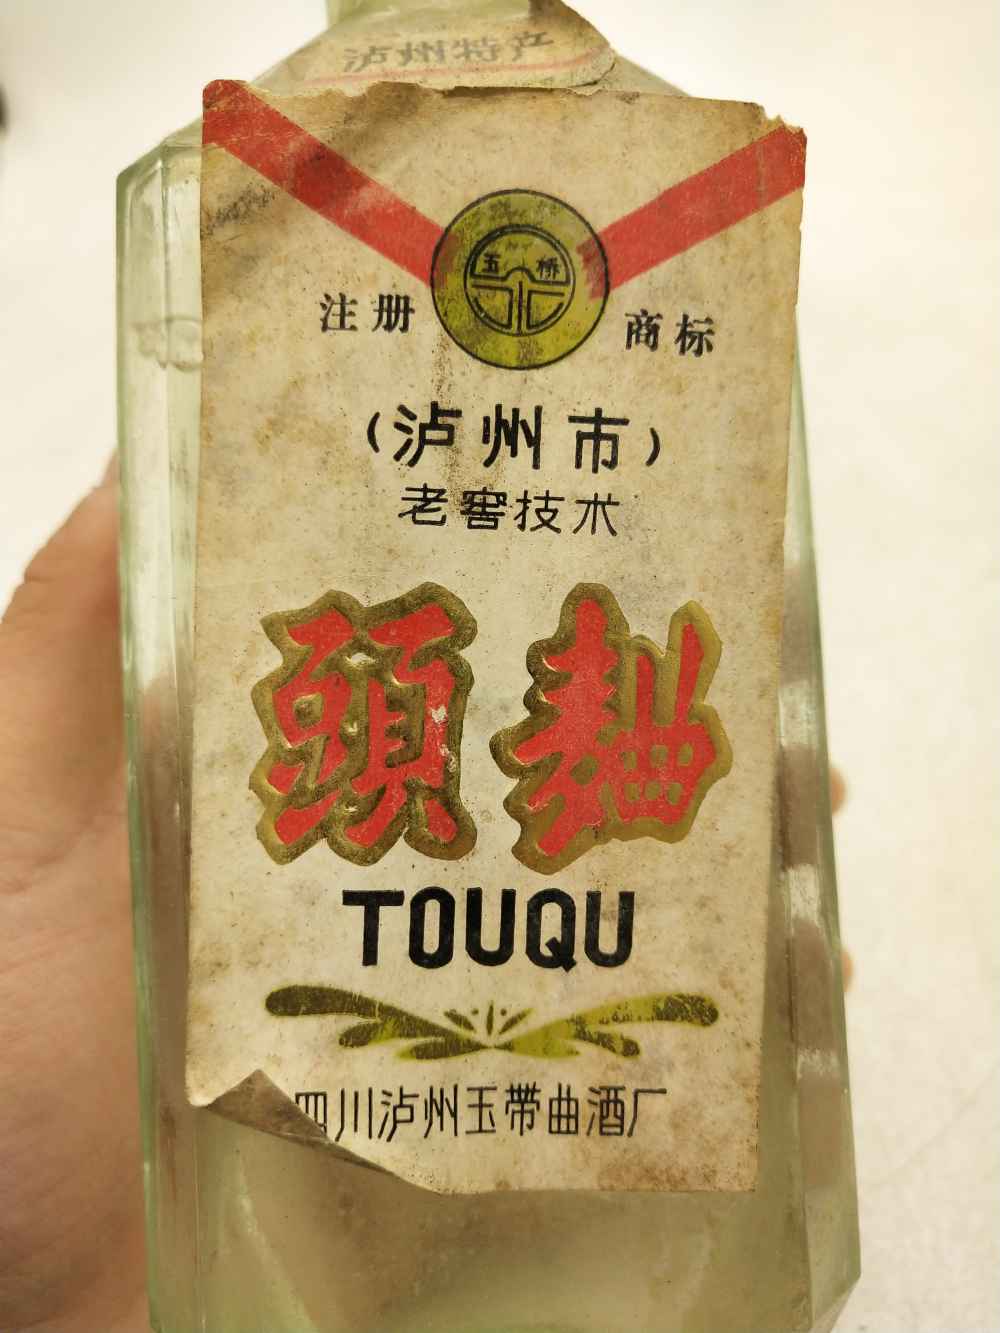 泸州特产
玉桥
注册 商标
(泸州市)
老窖技术
頭麯
TOUQU
四川泸州玉带曲酒厂